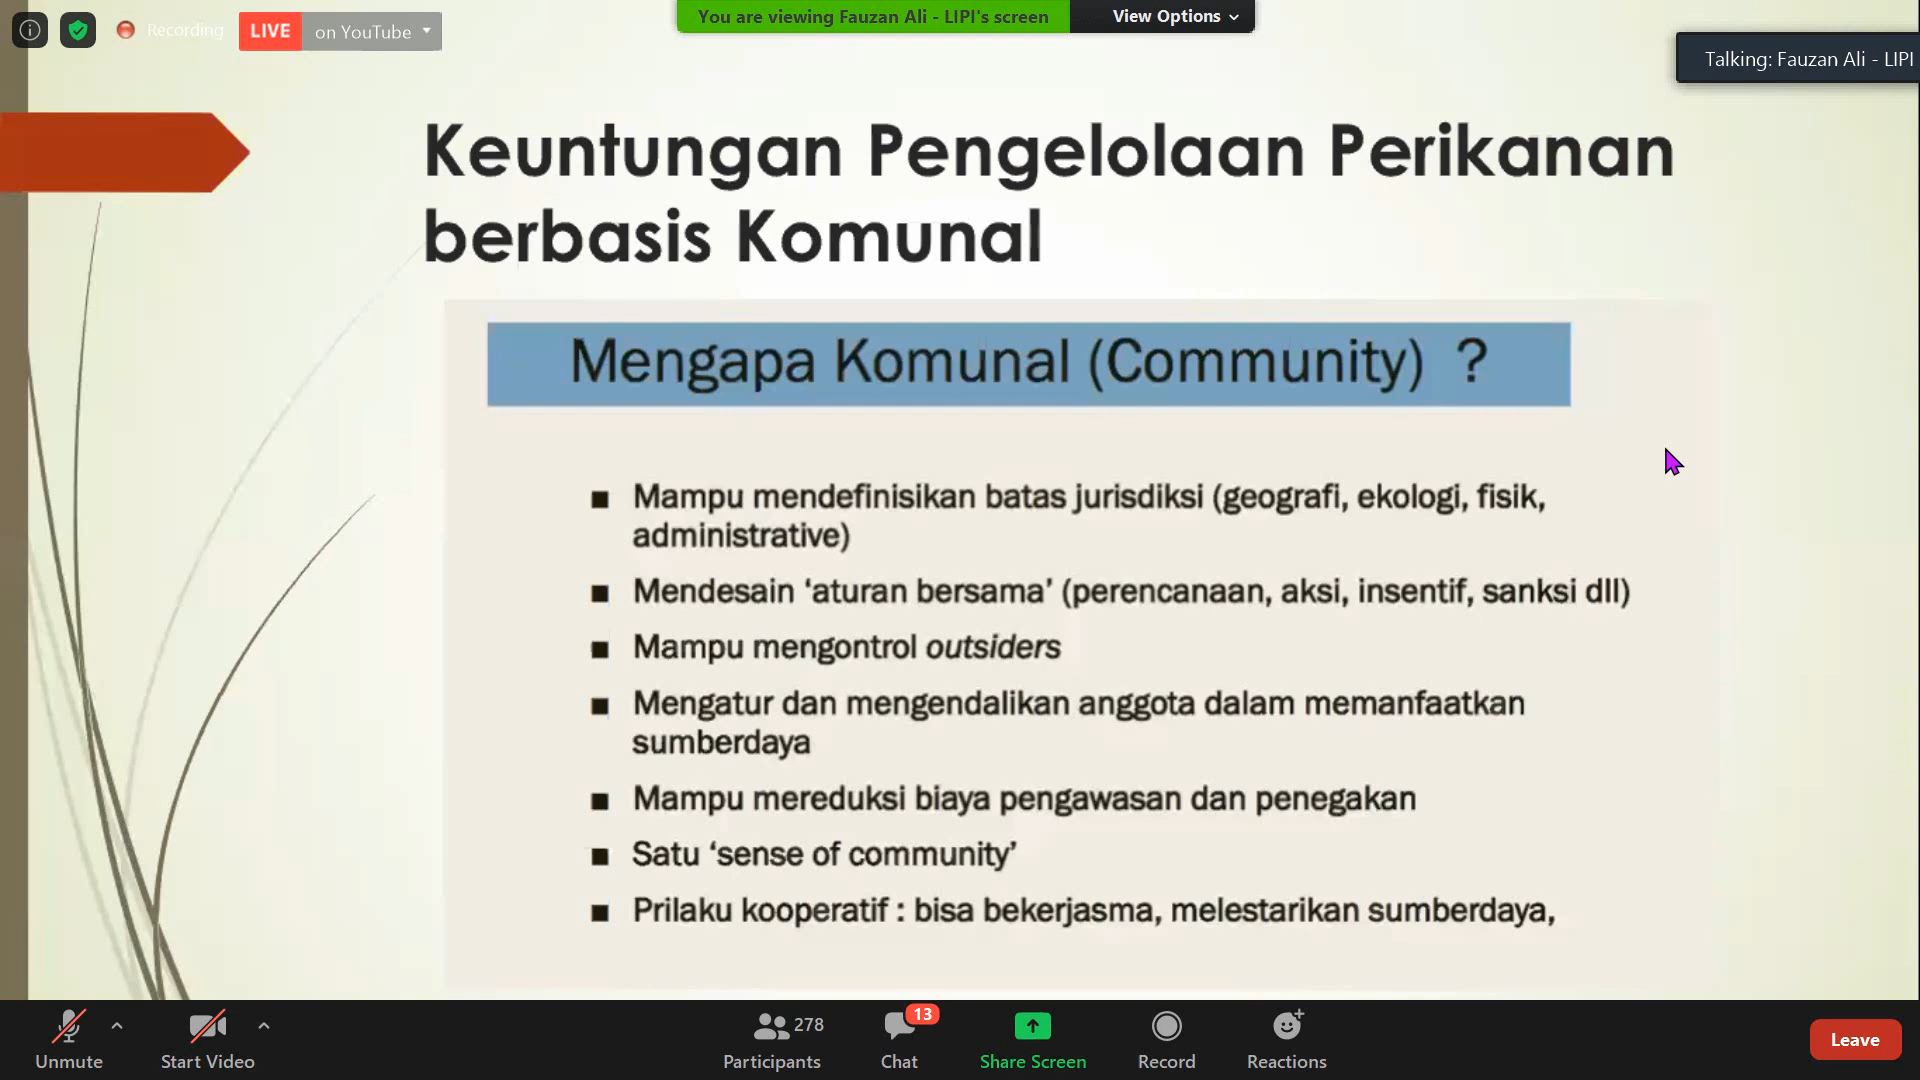 Recording
LIVE on YouTube
You are viewing Fauzan Ali - LIPI's screen
View Options
Talking: Fauzan Ali - LIPI
Keuntungan Pengelolaan Perikanan
berbasis Komunal
Mengapa Komunal (Community) ?
■ Mampu mendefinisikan batas jurisdiksi (geografi, ekologi, fisik,
administrative)
■ Mendesain ‘aturan bersama’ (perencanaan, aksi, insentif, sanksi dll)
■ Mampu mengontrol outsiders
■ Mengatur dan mengendalikan anggota dalam memanfaatkan
sumberdaya
■ Mampu mereduksi biaya pengawasan dan penegakan
■ Satu ‘sense of community’
■ Prilaku kooperatif : bisa bekerjasma, melestarikan sumberdaya,
Unmute
Start Video
278
Participants
13
Chat
Share Screen
Record
Reactions
Leave